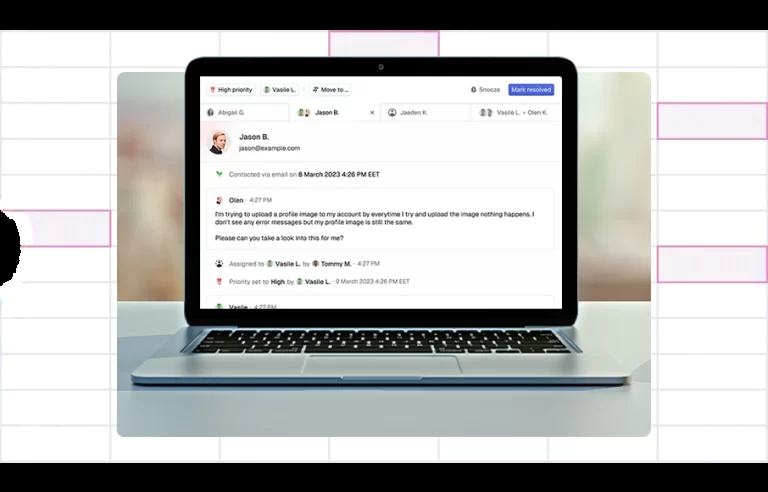 High priority Vasile L. Move to ... Snooze Mark resolved
Abigail G. Jason B. Jaeden K. Vasile L. › Olen K.
Jason B.
jason@example.com
Contacted via email on 8 March 2023 4:26 PM EET
Olen · 4:27 PM
I'm trying to upload a profile image to my account by everytime I try and upload the image nothing happens. I
don't see any error messages but my profile image is still the same.
Please can you take a look into this for me?
Assigned to Vasile L. by Tommy M. · 4:27 PM
Priority set to High by Vasile L. · 9 March 2023 4:26 PM EET
Vasile · 4:27 PM